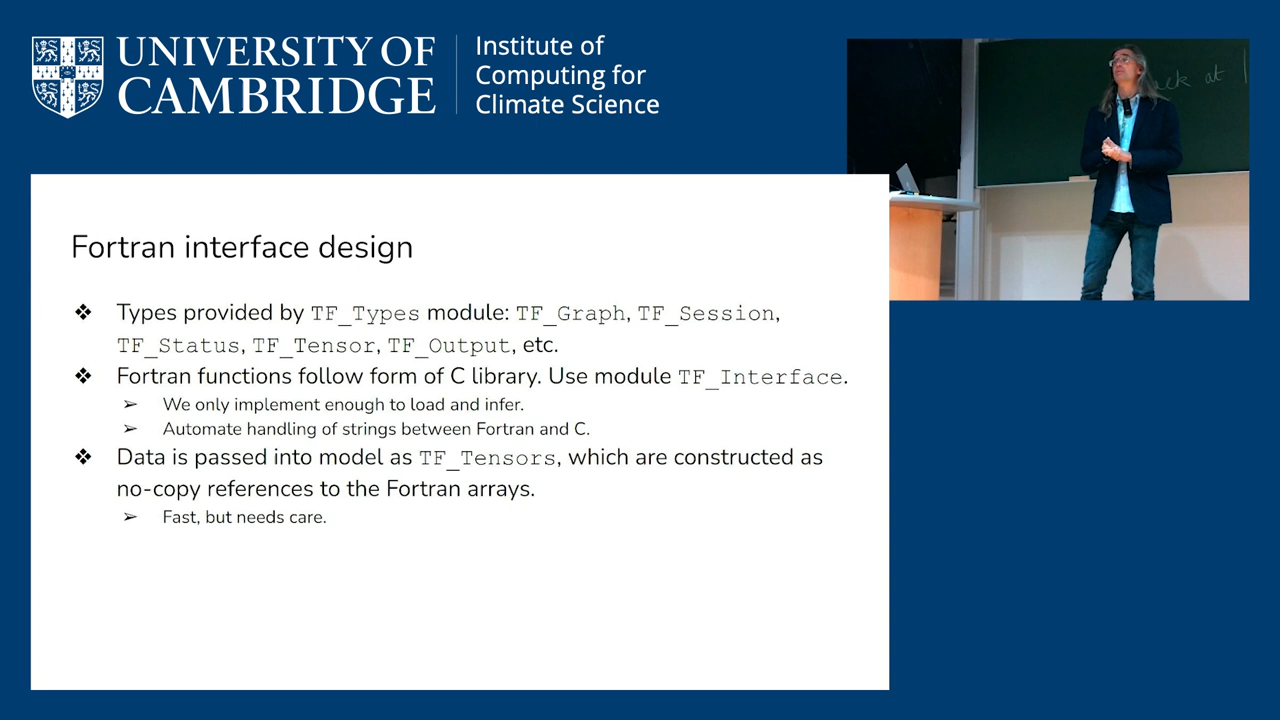 UNIVERSITY OF
CAMBRIDGE
Institute of
Computing for
Climate Science
at
Fortran interface design
❖ Types provided by TF_Types module: TF_Graph, TF_Session,
TF_Status, TF_Tensor, TF_Output, etc.
❖ Fortran functions follow form of C library. Use module TF_Interface.
➢ We only implement enough to load and infer.
➢ Automate handling of strings between Fortran and C.
❖ Data is passed into model as TF_Tensors, which are constructed as
no-copy references to the Fortran arrays.
➢ Fast, but needs care.